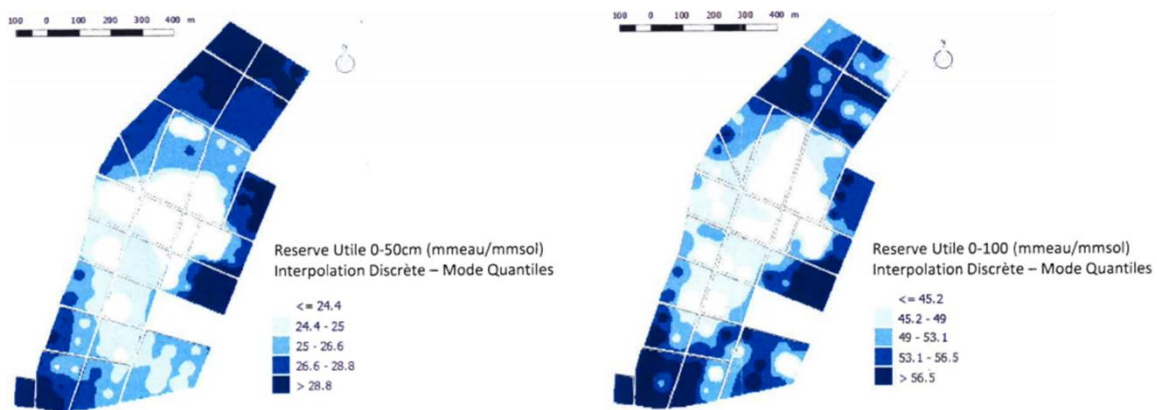 100 0 100 200 300 400 m
N
Reserve Utile 0-50cm (mmeau/mmsol)
Interpolation Discrète – Mode Quantiles
<= 24.4
24.4 - 25
25 - 26.6
26.6 - 28.8
> 28.8
100 0 100 200 300 400 m
N
Reserve Utile 0-100 (mmeau/mmsol)
Interpolation Discrète – Mode Quantiles
<= 45.2
45.2 - 49
49 - 53.1
53.1 - 56.5
> 56.5